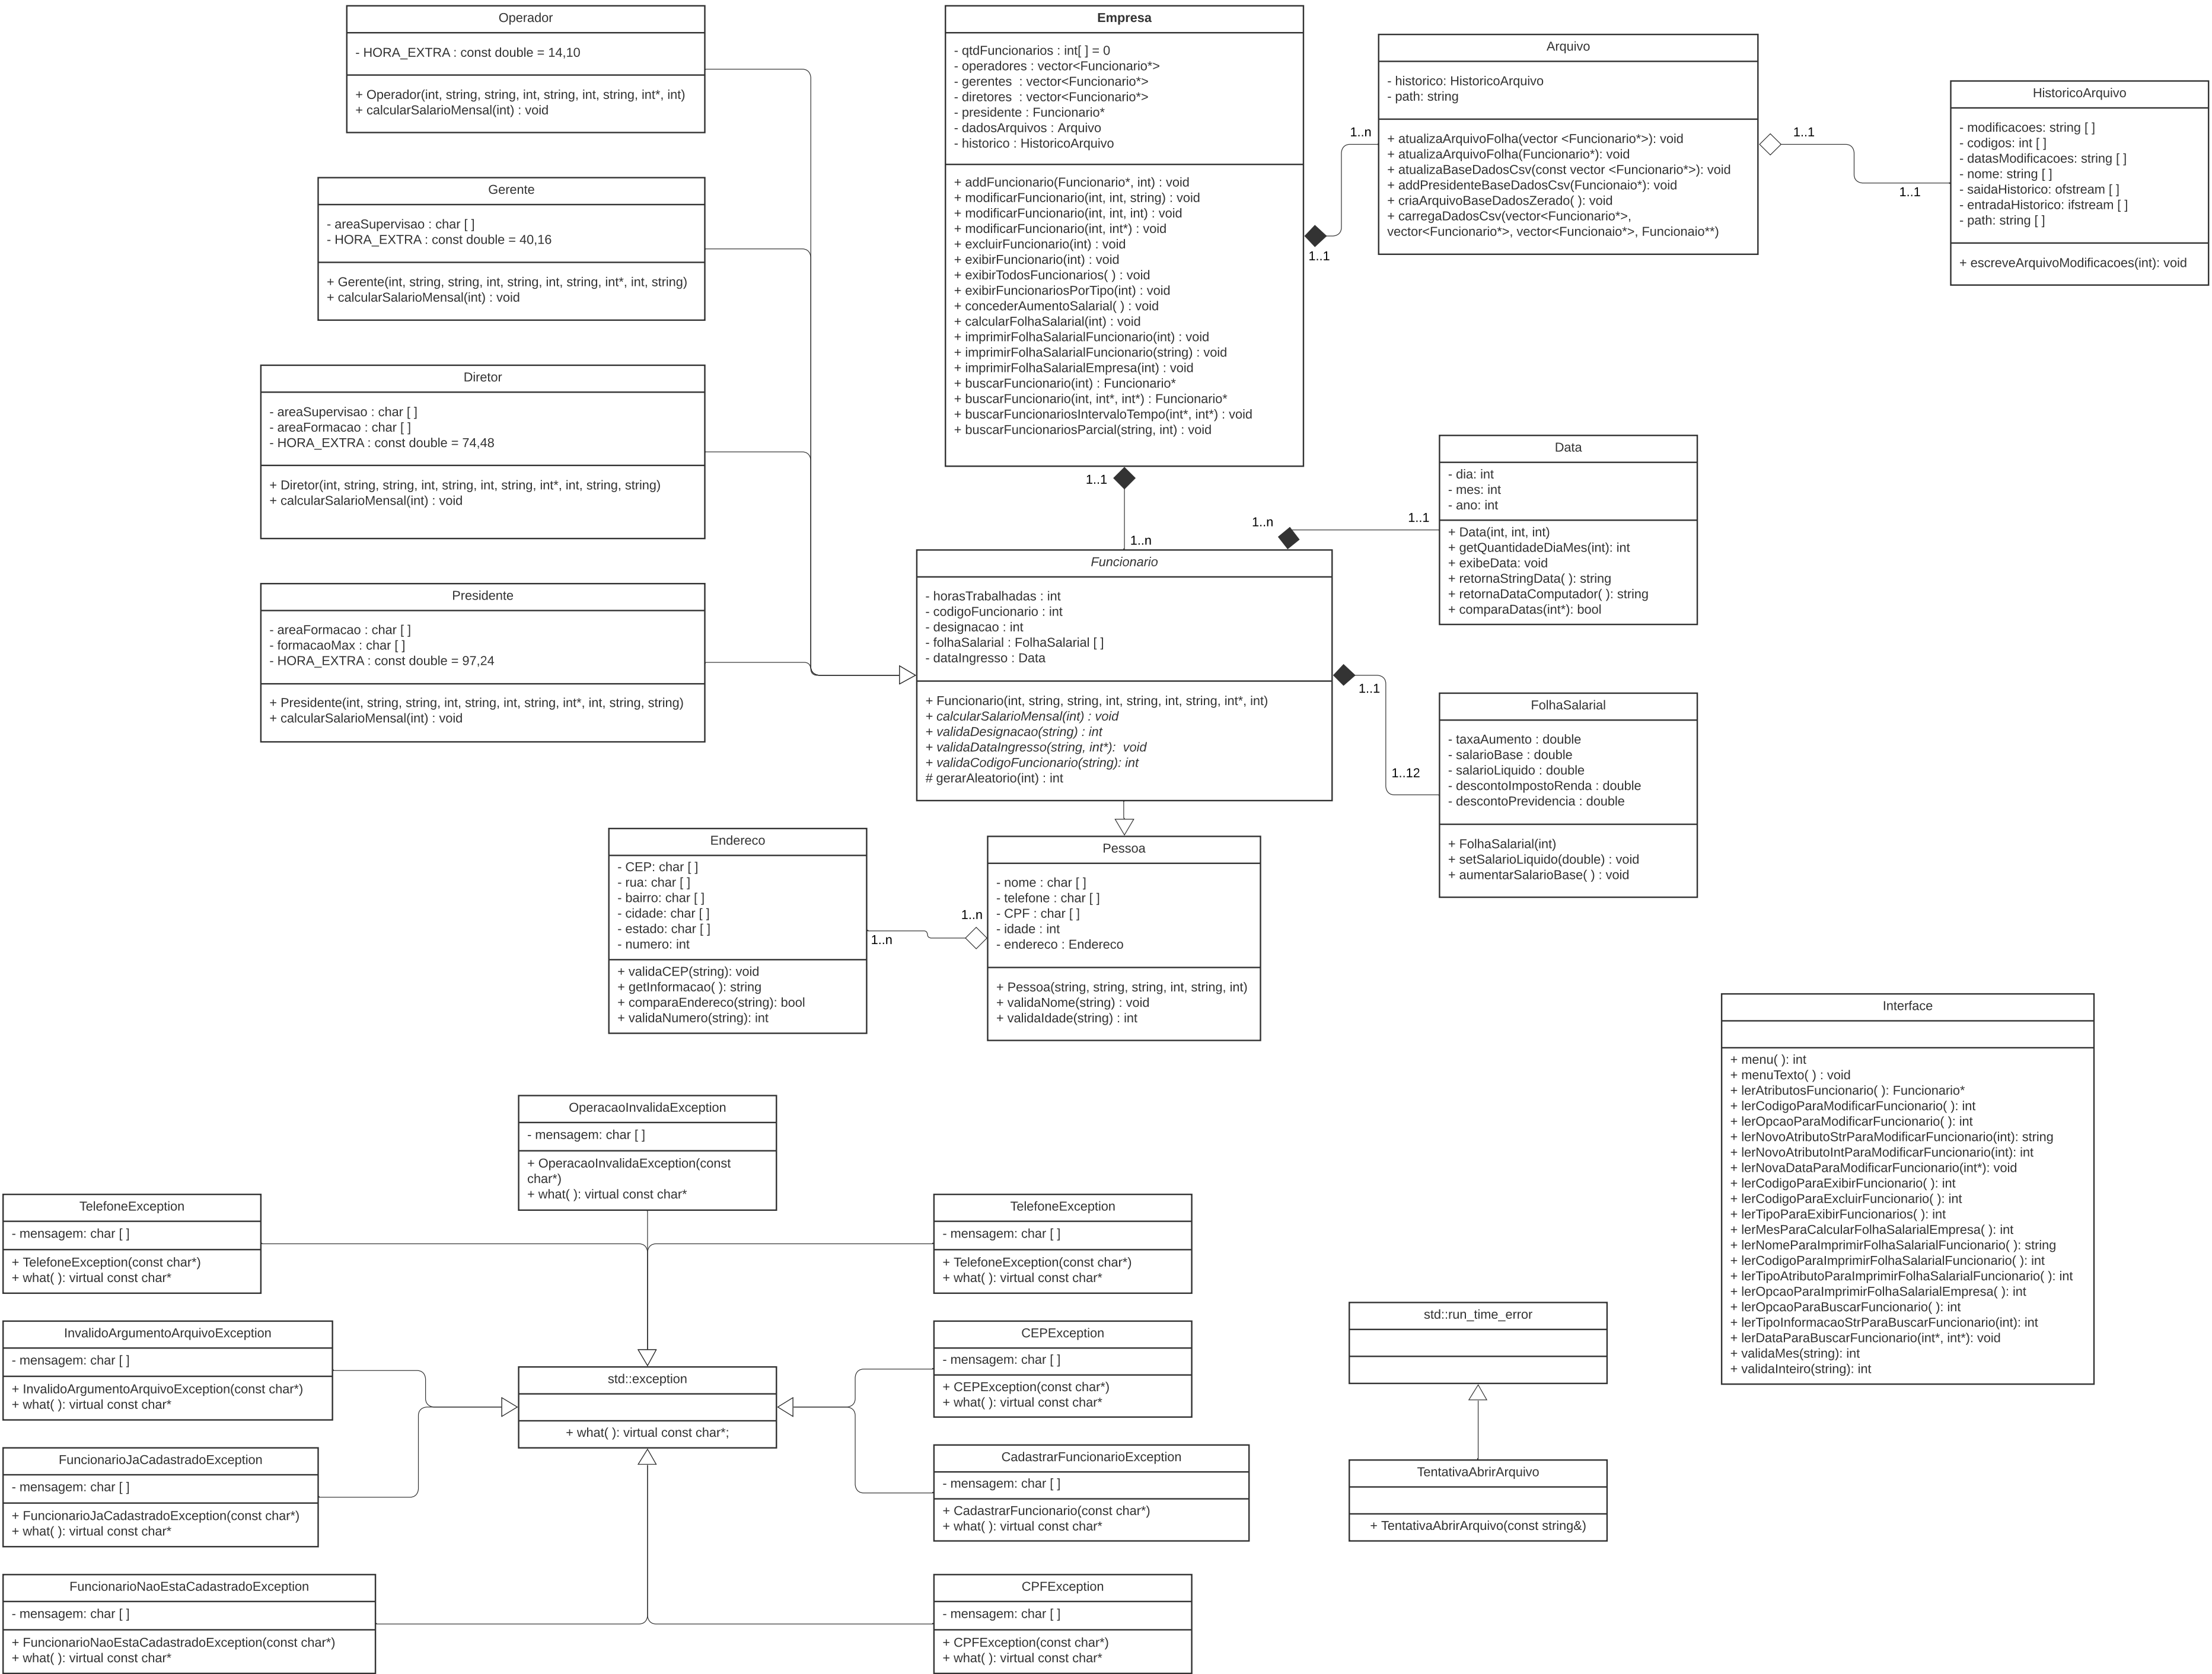 Operador
- HORA_EXTRA : const double = 14,10
+ Operador(int, string, string, int, string, int, string, int*, int)
+ calcularSalarioMensal(int) : void
Gerente
- areaSupervisao : char [ ]
- HORA_EXTRA : const double = 40,16
+ Gerente(int, string, string, int, string, int, string, int*, int, string)
+ calcularSalarioMensal(int) : void
Diretor
- areaSupervisao : char [ ]
- areaFormacao : char [ ]
- HORA_EXTRA : const double = 74,48
+ Diretor(int, string, string, int, string, int, string, int*, int, string, string)
+ calcularSalarioMensal(int) : void
Presidente
- areaFormacao : char [ ]
- formacaoMax : char [ ]
- HORA_EXTRA : const double = 97,24
+ Presidente(int, string, string, int, string, int, string, int*, int, string, string)
+ calcularSalarioMensal(int) : void
Empresa
- qtdFuncionarios : int[ ] = 0
- operadores : vector<Funcionario*>
- gerentes  : vector<Funcionario*>
- diretores  : vector<Funcionario*>
- presidente : Funcionario*
- dadosArquivos : Arquivo
- historico : HistoricoArquivo
+ addFuncionario(Funcionario*, int) : void
+ modificarFuncionario(int, int, string) : void
+ modificarFuncionario(int, int, int) : void
+ modificarFuncionario(int, int*) : void
+ excluirFuncionario(int) : void
+ exibirFuncionario(int) : void
+ exibirTodosFuncionarios( ) : void
+ exibirFuncionariosPorTipo(int) : void
+ concederAumentoSalarial( ) : void
+ calcularFolhaSalarial(int) : void
+ imprimirFolhaSalarialFuncionario(int) : void
+ imprimirFolhaSalarialFuncionario(string) : void
+ imprimirFolhaSalarialEmpresa(int) : void
+ buscarFuncionario(int) : Funcionario*
+ buscarFuncionario(int, int*, int*) : Funcionario*
+ buscarFuncionariosIntervaloTempo(int*, int*) : void
+ buscarFuncionariosParcial(string, int) : void
1..n
1..1
Arquivo
- historico: HistoricoArquivo
- path: string
+ atualizaArquivoFolha(vector <Funcionario*>): void
+ atualizaArquivoFolha(Funcionario*): void
+ atualizaBaseDadosCsv(const vector <Funcionario*>): void
+ addPresidenteBaseDadosCsv(Funcionaio*): void
+ criaArquivoBaseDadosZerado( ): void
+ carregaDadosCsv(vector<Funcionario*>,
vector<Funcionario*>, vector<Funcionaio*>, Funcionaio**)
1..1
1..1
HistoricoArquivo
- modificacoes: string [ ]
- codigos: int [ ]
- datasModificacoes: string [ ]
- nome: string [ ]
- saidaHistorico: ofstream [ ]
- entradaHistorico: ifstream [ ]
- path: string [ ]
+ escreveArquivoModificacoes(int): void
1..1
1..n
1..n
1..1
Data
- dia: int
- mes: int
- ano: int
+ Data(int, int, int)
+ getQuantidadeDiaMes(int): int
+ exibeData: void
+ retornaStringData( ): string
+ retornaDataComputador( ): string
+ comparaDatas(int*): bool
Funcionario
- horasTrabalhadas : int
- codigoFuncionario : int
- designacao : int
- folhaSalarial : FolhaSalarial [ ]
- dataIngresso : Data
+ Funcionario(int, string, string, int, string, int, string, int*, int)
+ calcularSalarioMensal(int) : void
+ validaDesignacao(string) : int
+ validaDataIngresso(string, int*):  void
+ validaCodigoFuncionario(string): int
# gerarAleatorio(int) : int
1..1
1..12
FolhaSalarial
- taxaAumento : double
- salarioBase : double
- salarioLiquido : double
- descontoImpostoRenda : double
- descontoPrevidencia : double
+ FolhaSalarial(int)
+ setSalarioLiquido(double) : void
+ aumentarSalarioBase( ) : void
Endereco
- CEP: char [ ]
- rua: char [ ]
- bairro: char [ ]
- cidade: char [ ]
- estado: char [ ]
- numero: int
+ validaCEP(string): void
+ getInformacao( ): string
+ comparaEndereco(string): bool
+ validaNumero(string): int
1..n
1..n
Pessoa
- nome : char [ ]
- telefone : char [ ]
- CPF : char [ ]
- idade : int
- endereco : Endereco
+ Pessoa(string, string, string, int, string, int)
+ validaNome(string) : void
+ validaIdade(string) : int
Interface
+ menu( ): int
+ menuTexto( ) : void
+ lerAtributosFuncionario( ): Funcionario*
+ lerCodigoParaModificarFuncionario( ): int
+ lerOpcaoParaModificarFuncionario( ): int
+ lerNovoAtributoStrParaModificarFuncionario(int): string
+ lerNovoAtributoIntParaModificarFuncionario(int): int
+ lerNovaDataParaModificarFuncionario(int*): void
+ lerCodigoParaExibirFuncionario( ): int
+ lerCodigoParaExcluirFuncionario( ): int
+ lerTipoParaExibirFuncionarios( ): int
+ lerMesParaCalcularFolhaSalarialEmpresa( ): int
+ lerNomeParaImprimirFolhaSalarialFuncionario( ): string
+ lerCodigoParaImprimirFolhaSalarialFuncionario( ): int
+ lerTipoAtributoParaImprimirFolhaSalarialFuncionario( ): int
+ lerOpcaoParaImprimirFolhaSalarialEmpresa( ): int
+ lerOpcaoParaBuscarFuncionario( ): int
+ lerTipoInformacaoStrParaBuscarFuncionario(int): int
+ lerDataParaBuscarFuncionario(int*, int*): void
+ validaMes(string): int
+ validaInteiro(string): int
OperacaoInvalidaException
- mensagem: char [ ]
+ OperacaoInvalidaException(const
char*)
+ what( ): virtual const char*
TelefoneException
- mensagem: char [ ]
+ TelefoneException(const char*)
+ what( ): virtual const char*
TelefoneException
- mensagem: char [ ]
+ TelefoneException(const char*)
+ what( ): virtual const char*
InvalidoArgumentoArquivoException
- mensagem: char [ ]
+ InvalidoArgumentoArquivoException(const char*)
+ what( ): virtual const char*
std::exception
+ what( ): virtual const char*;
CEPException
- mensagem: char [ ]
+ CEPException(const char*)
+ what( ): virtual const char*
FuncionarioJaCadastradoException
- mensagem: char [ ]
+ FuncionarioJaCadastradoException(const char*)
+ what( ): virtual const char*
CadastrarFuncionarioException
- mensagem: char [ ]
+ CadastrarFuncionario(const char*)
+ what( ): virtual const char*
FuncionarioNaoEstaCadastradoException
- mensagem: char [ ]
+ FuncionarioNaoEstaCadastradoException(const char*)
+ what( ): virtual const char*
CPFException
- mensagem: char [ ]
+ CPFException(const char*)
+ what( ): virtual const char*
std::run_time_error
TentativaAbrirArquivo
+ TentativaAbrirArquivo(const string&)